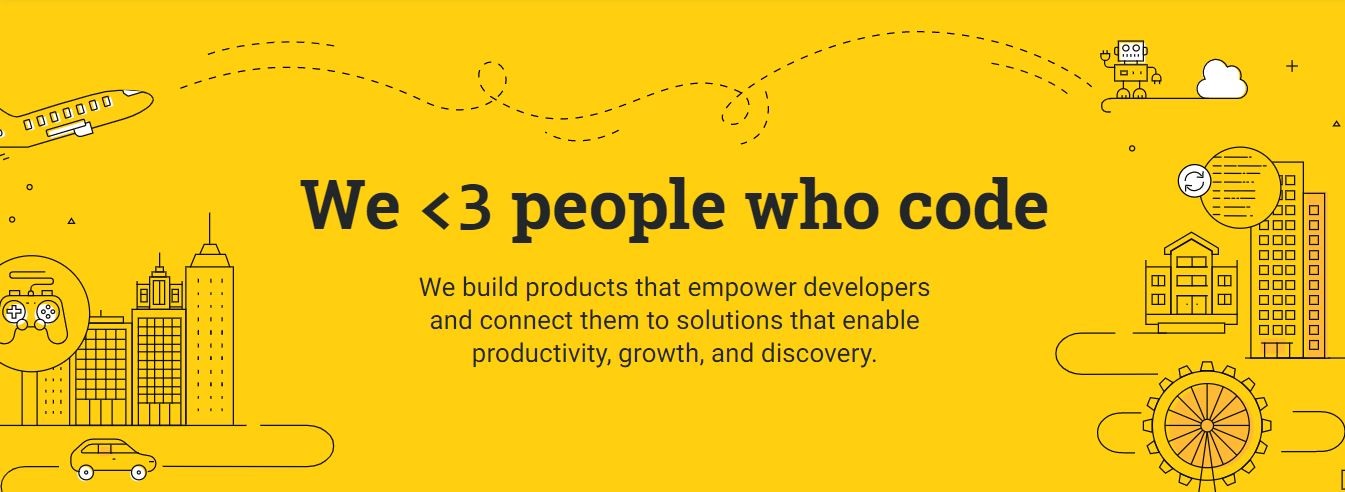 We <3 people who code
We build products that empower developers
and connect them to solutions that enable
productivity, growth, and discovery.